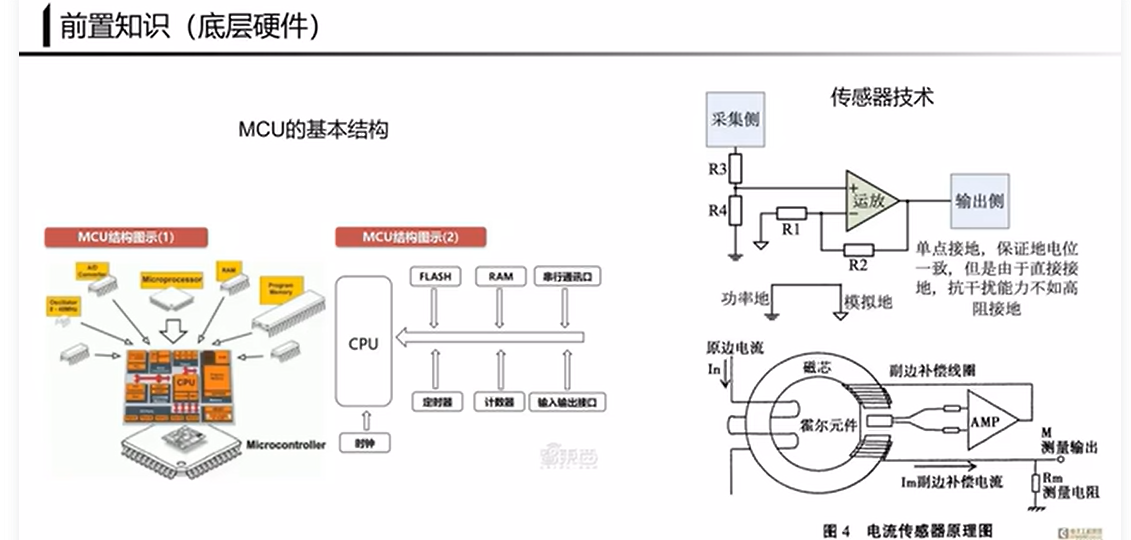 前置知识（底层硬件）
MCU的基本结构
MCU结构图示(1)
A/D
Converter
Microprocessor
RAM
Program
Memory
Oscillator
0 - 40MHz
CPU
Microcontroller
MCU结构图示(2)
FLASH
RAM
串行通讯口
CPU
定时器
计数器
输入输出接口
时钟
传感器技术
采集侧
R3
R4
R1
+
运放
−
R2
输出侧
单点接地，保证地电位
一致，但是由于直接接
地，抗干扰能力不如高
阻接地
功率地
模拟地
原边电流
In
磁芯
副边补偿线圈
霍尔元件
AMP
M
测量输出
Im副边补偿电流
Rm
测量电阻
图 4 电流传感器原理图